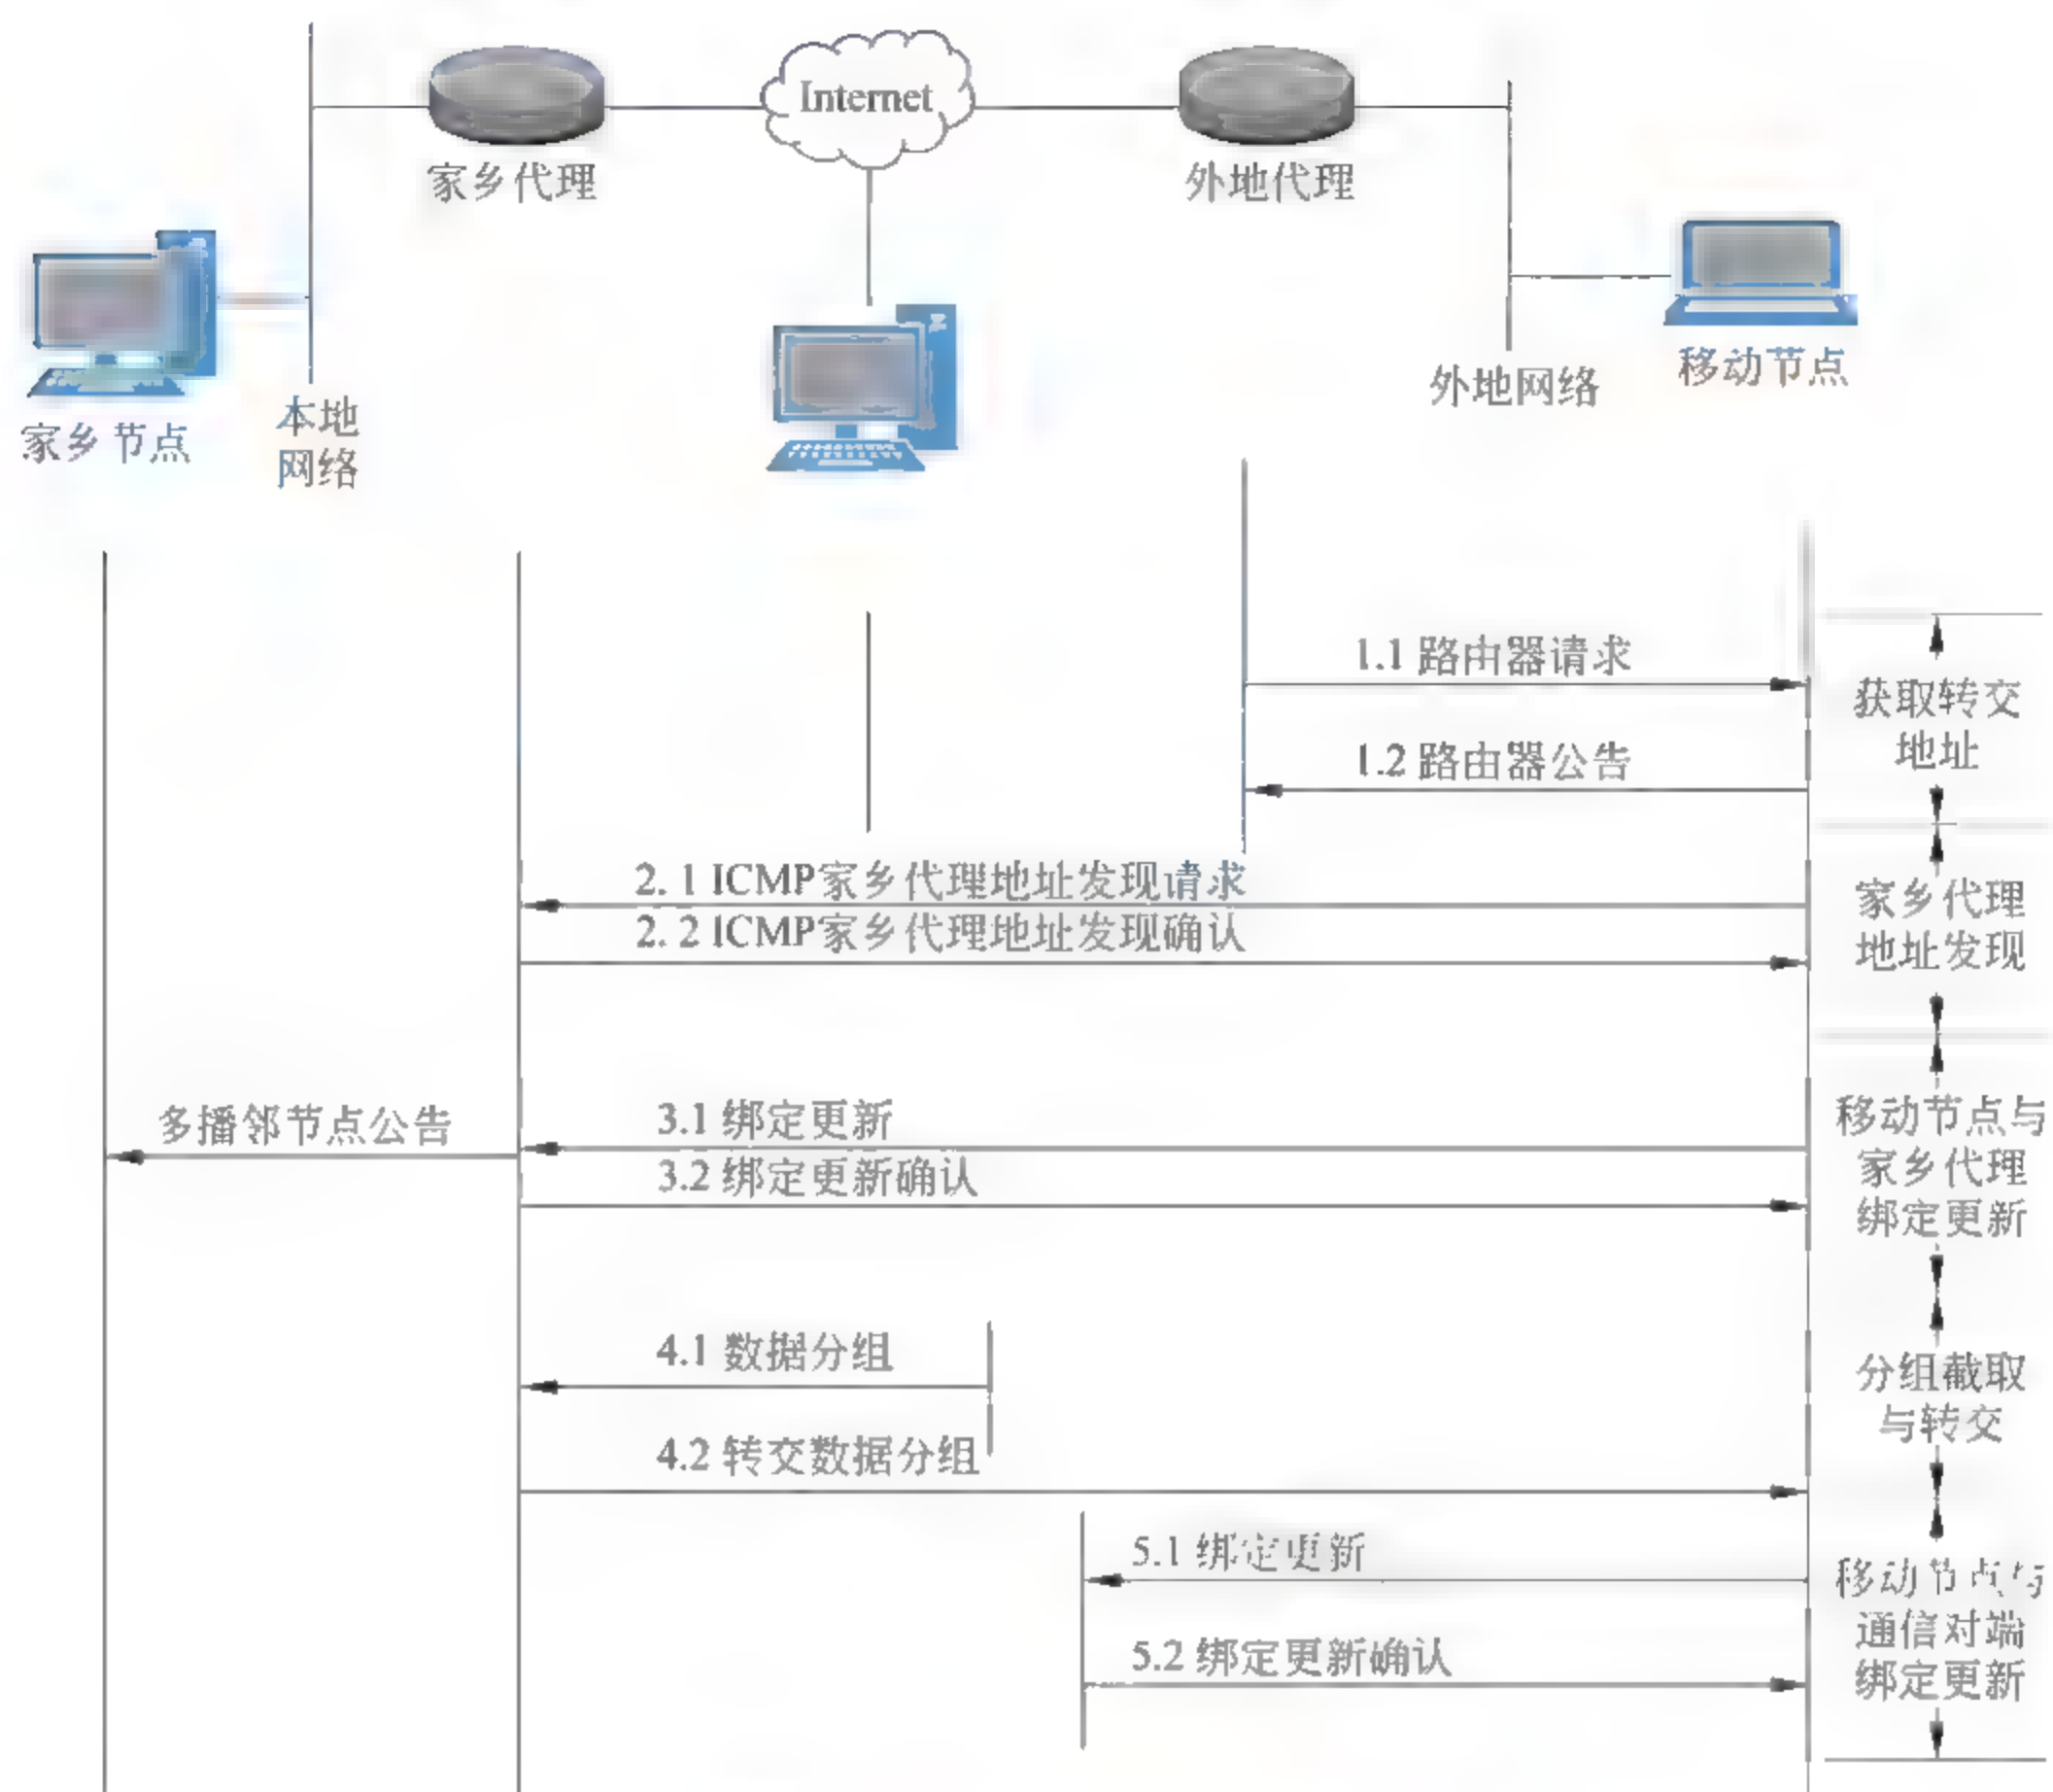 Internet
家乡代理
外地代理
移动节点
外地网络
家乡节点
本地
网络
1.1 路由器请求
获取转交
地址
1.2 路由器公告
2. 1 ICMP家乡代理地址发现请求
2. 2 ICMP家乡代理地址发现确认
家乡代理
地址发现
多播邻节点公告
3.1 绑定更新
3.2 绑定更新确认
移动节点与
家乡代理
绑定更新
4.1 数据分组
4.2 转交数据分组
分组截取
与转交
5.1 绑定更新
5.2 绑定更新确认
移动节点与
通信对端
绑定更新